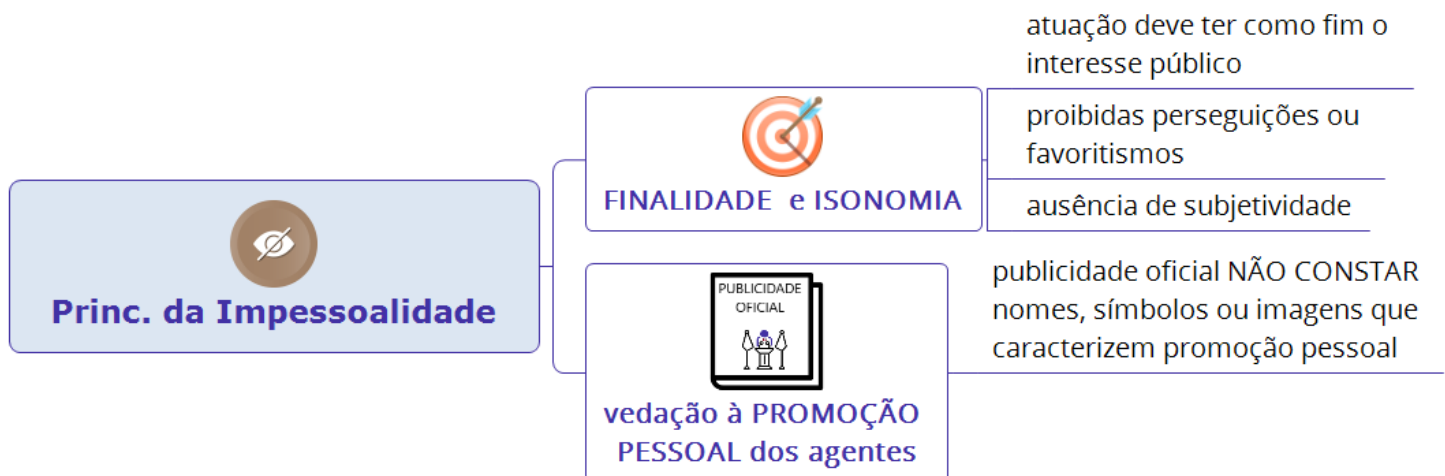 Princ. da Impessoalidade
FINALIDADE e ISONOMIA
atuação deve ter como fim o
interesse público
proibidas perseguições ou
favoritismos
ausência de subjetividade
PUBLICIDADE
OFICIAL
vedação à PROMOÇÃO
PESSOAL dos agentes
publicidade oficial NÃO CONSTAR
nomes, símbolos ou imagens que
caracterizem promoção pessoal